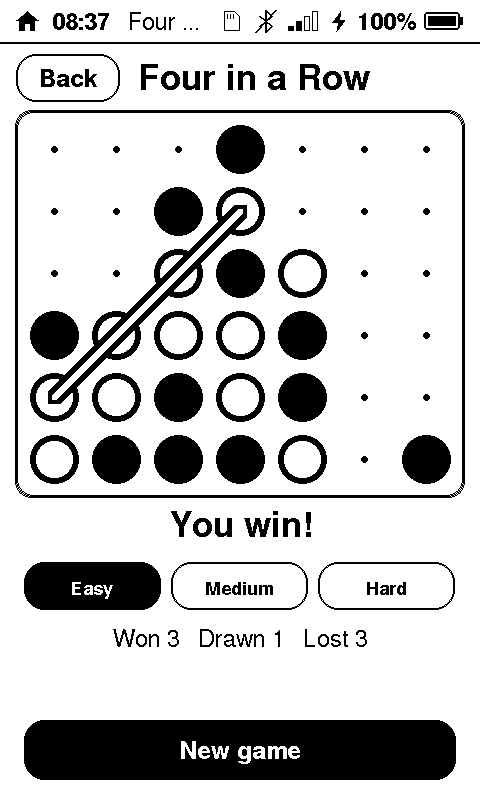 08:37 Four ... 100%
Back Four in a Row
You win!
Easy Medium Hard
Won 3 Drawn 1 Lost 3
New game